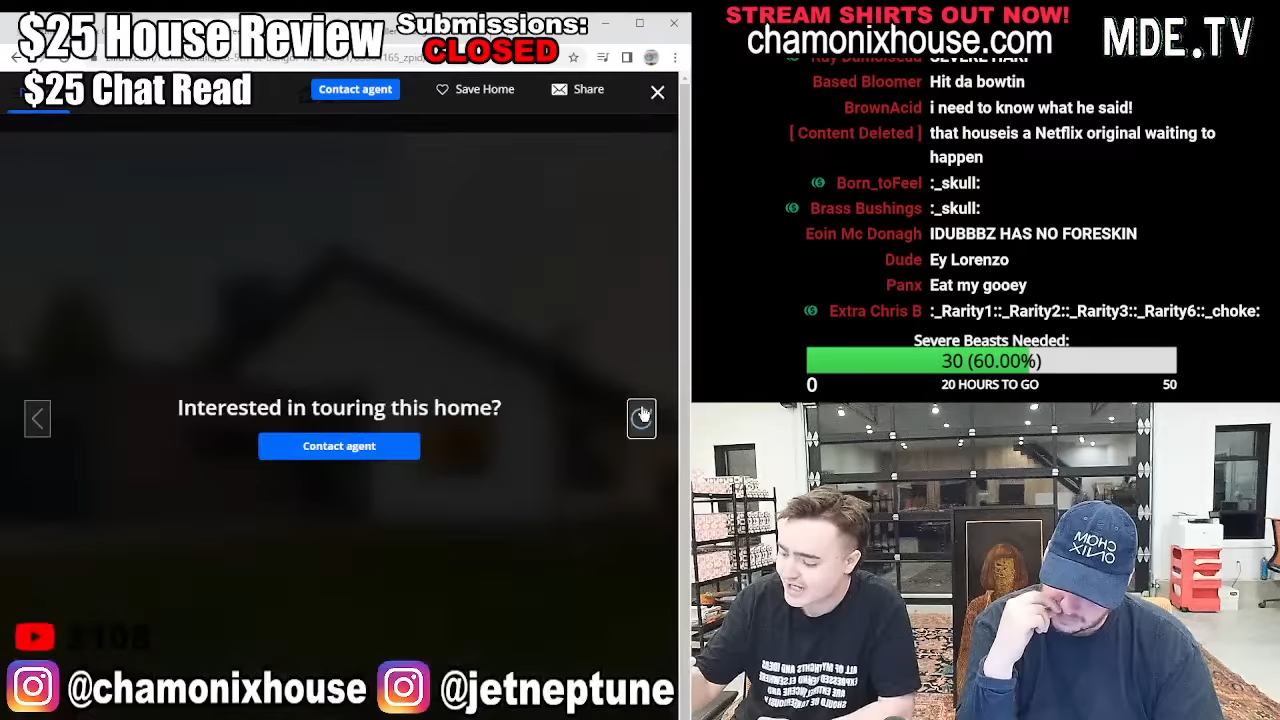 $25 House Review
Submissions:
CLOSED
$25 Chat Read
Contact agent
Save Home
Share
Interested in touring this home?
Contact agent
@chamonixhouse
@jetneptune
STREAM SHIRTS OUT NOW!
chamonixhouse.com
MDE.TV
Based Bloomer Hit da bowtin
BrownAcid i need to know what he said!
[ Content Deleted ] that houseis a Netflix original waiting to
happen
Born_toFeel :_skull:
Brass Bushings :_skull:
Eoin Mc Donagh IDUBBBZ HAS NO FORESKIN
Dude Ey Lorenzo
Panx Eat my gooey
Extra Chris B :_Rarity1::_Rarity2::_Rarity3::_Rarity6::_choke:
Severe Beasts Needed:
30 (60.00%)
0 20 HOURS TO GO 50